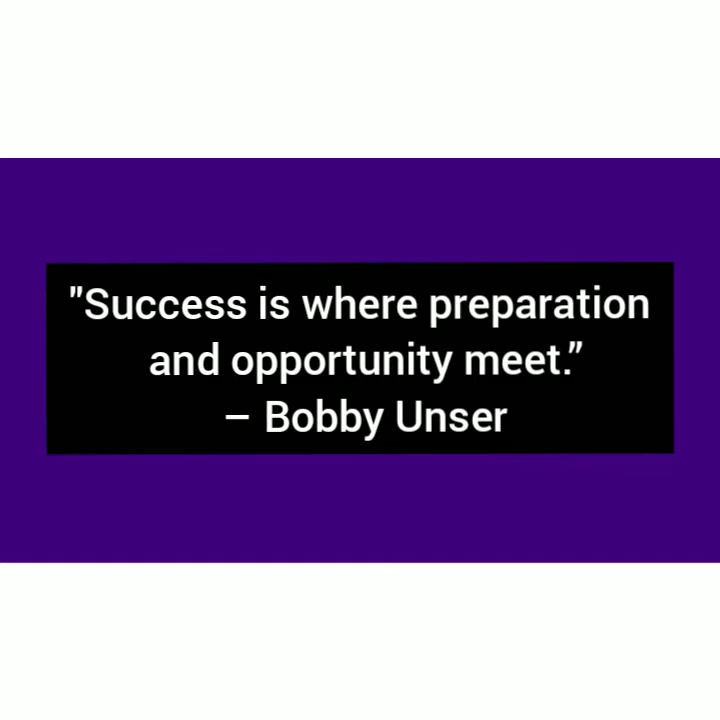 "Success is where preparation
and opportunity meet.”
– Bobby Unser